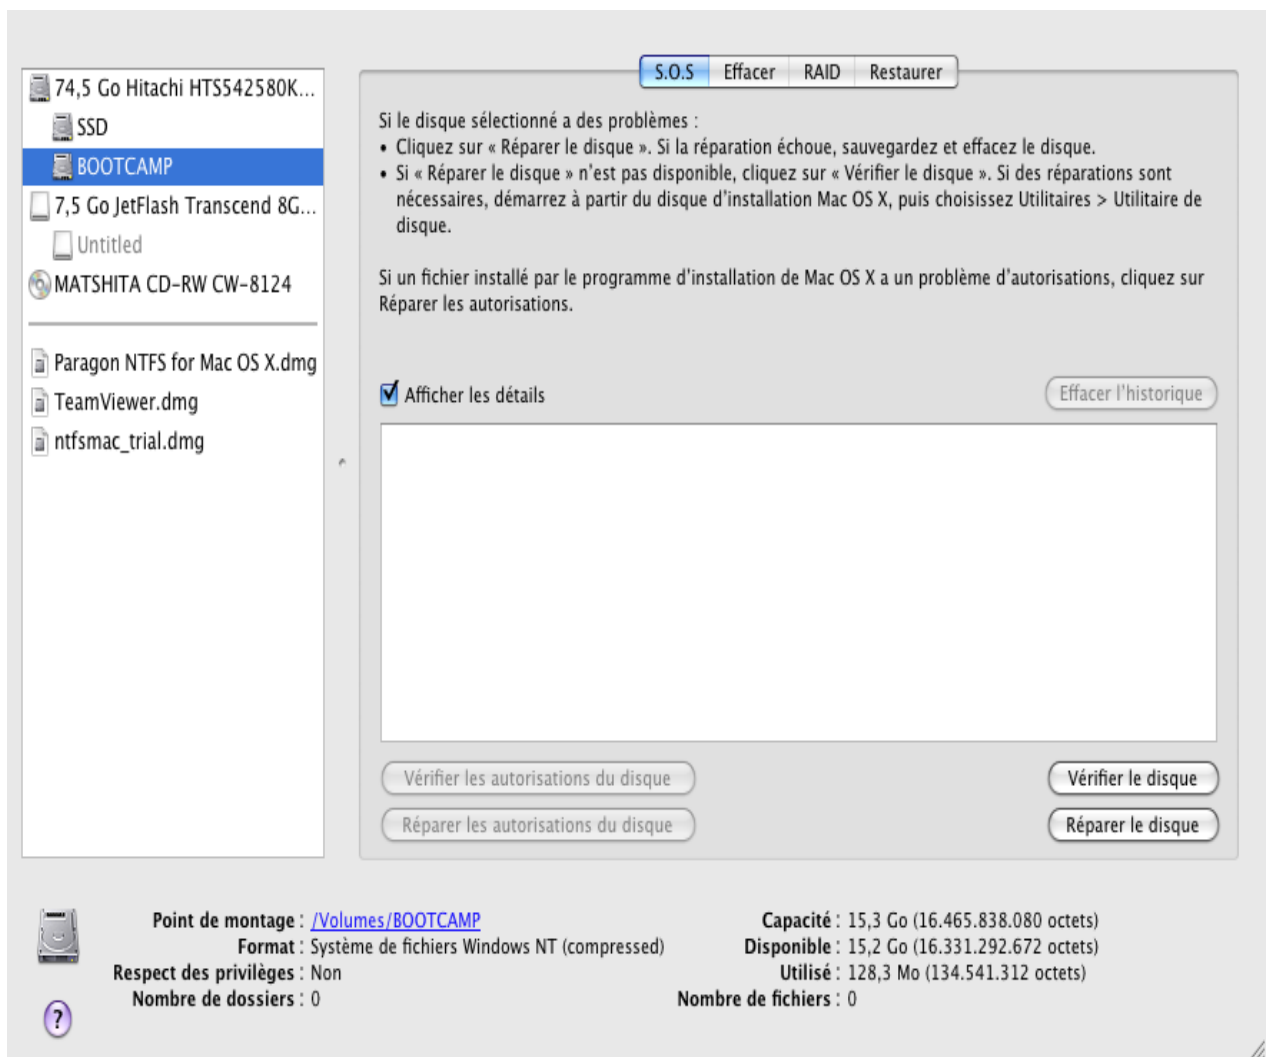 74,5 Go Hitachi HTS542580K...
SSD
BOOTCAMP
7,5 Go JetFlash Transcend 8G...
Untitled
MATSHITA CD-RW CW-8124
Paragon NTFS for Mac OS X.dmg
TeamViewer.dmg
ntfsmac_trial.dmg
S.O.S Effacer RAID Restaurer
Si le disque sélectionné a des problèmes :
• Cliquez sur « Réparer le disque ». Si la réparation échoue, sauvegardez et effacez le disque.
• Si « Réparer le disque » n'est pas disponible, cliquez sur « Vérifier le disque ». Si des réparations sont
nécessaires, démarrez à partir du disque d'installation Mac OS X, puis choisissez Utilitaires > Utilitaire de
disque.
Si un fichier installé par le programme d'installation de Mac OS X a un problème d'autorisations, cliquez sur
Réparer les autorisations.
Afficher les détails
Effacer l'historique
Vérifier les autorisations du disque
Vérifier le disque
Réparer les autorisations du disque
Réparer le disque
Point de montage : /Volumes/BOOTCAMP
Format : Système de fichiers Windows NT (compressed)
Respect des privilèges : Non
Nombre de dossiers : 0
Capacité : 15,3 Go (16.465.838.080 octets)
Disponible : 15,2 Go (16.331.292.672 octets)
Utilisé : 128,3 Mo (134.541.312 octets)
Nombre de fichiers : 0
?